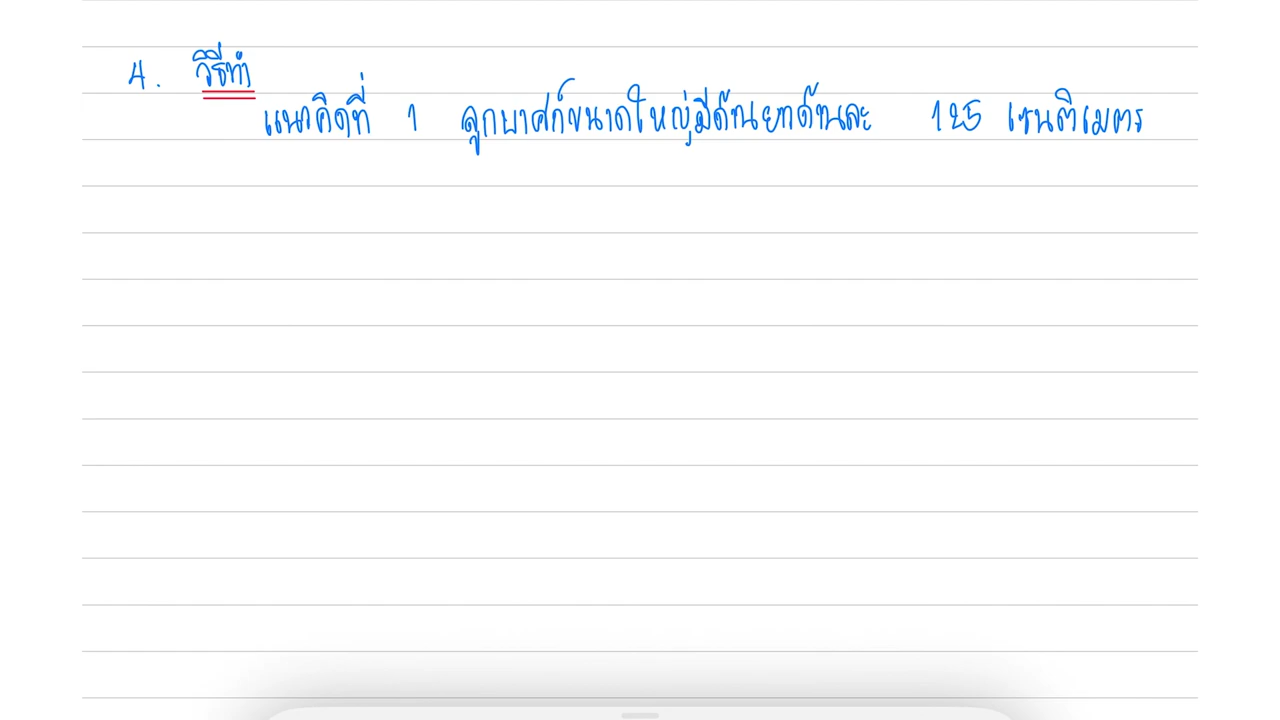 4. วิธีทำ
แนวคิดที่ 1 ลูกบาศก์ขนาดใหญ่มีด้านยาวด้านละ 125 เซนติเมตร